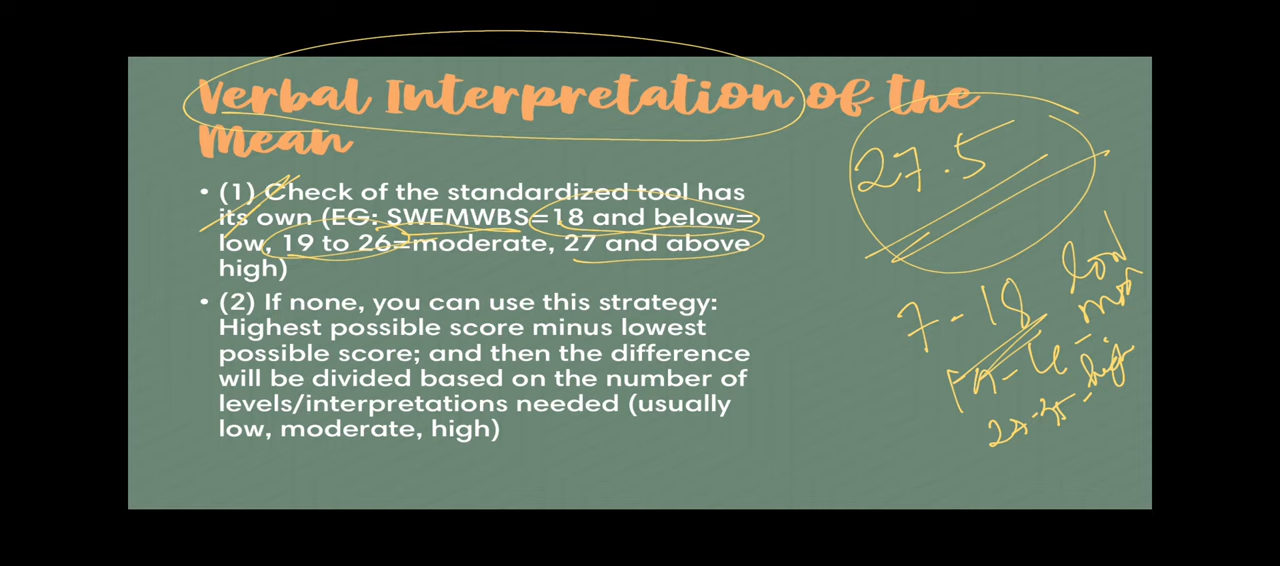 Verbal Interpretation of the
Mean
• (1) Check of the standardized tool has
its own (EG: SWEMWBS=18 and below=
low, 19 to 26=moderate, 27 and above
high)
• (2) If none, you can use this strategy:
Highest possible score minus lowest
possible score; and then the difference
will be divided based on the number of
levels/interpretations needed (usually
low, moderate, high)
27.5
7-18 low
- high